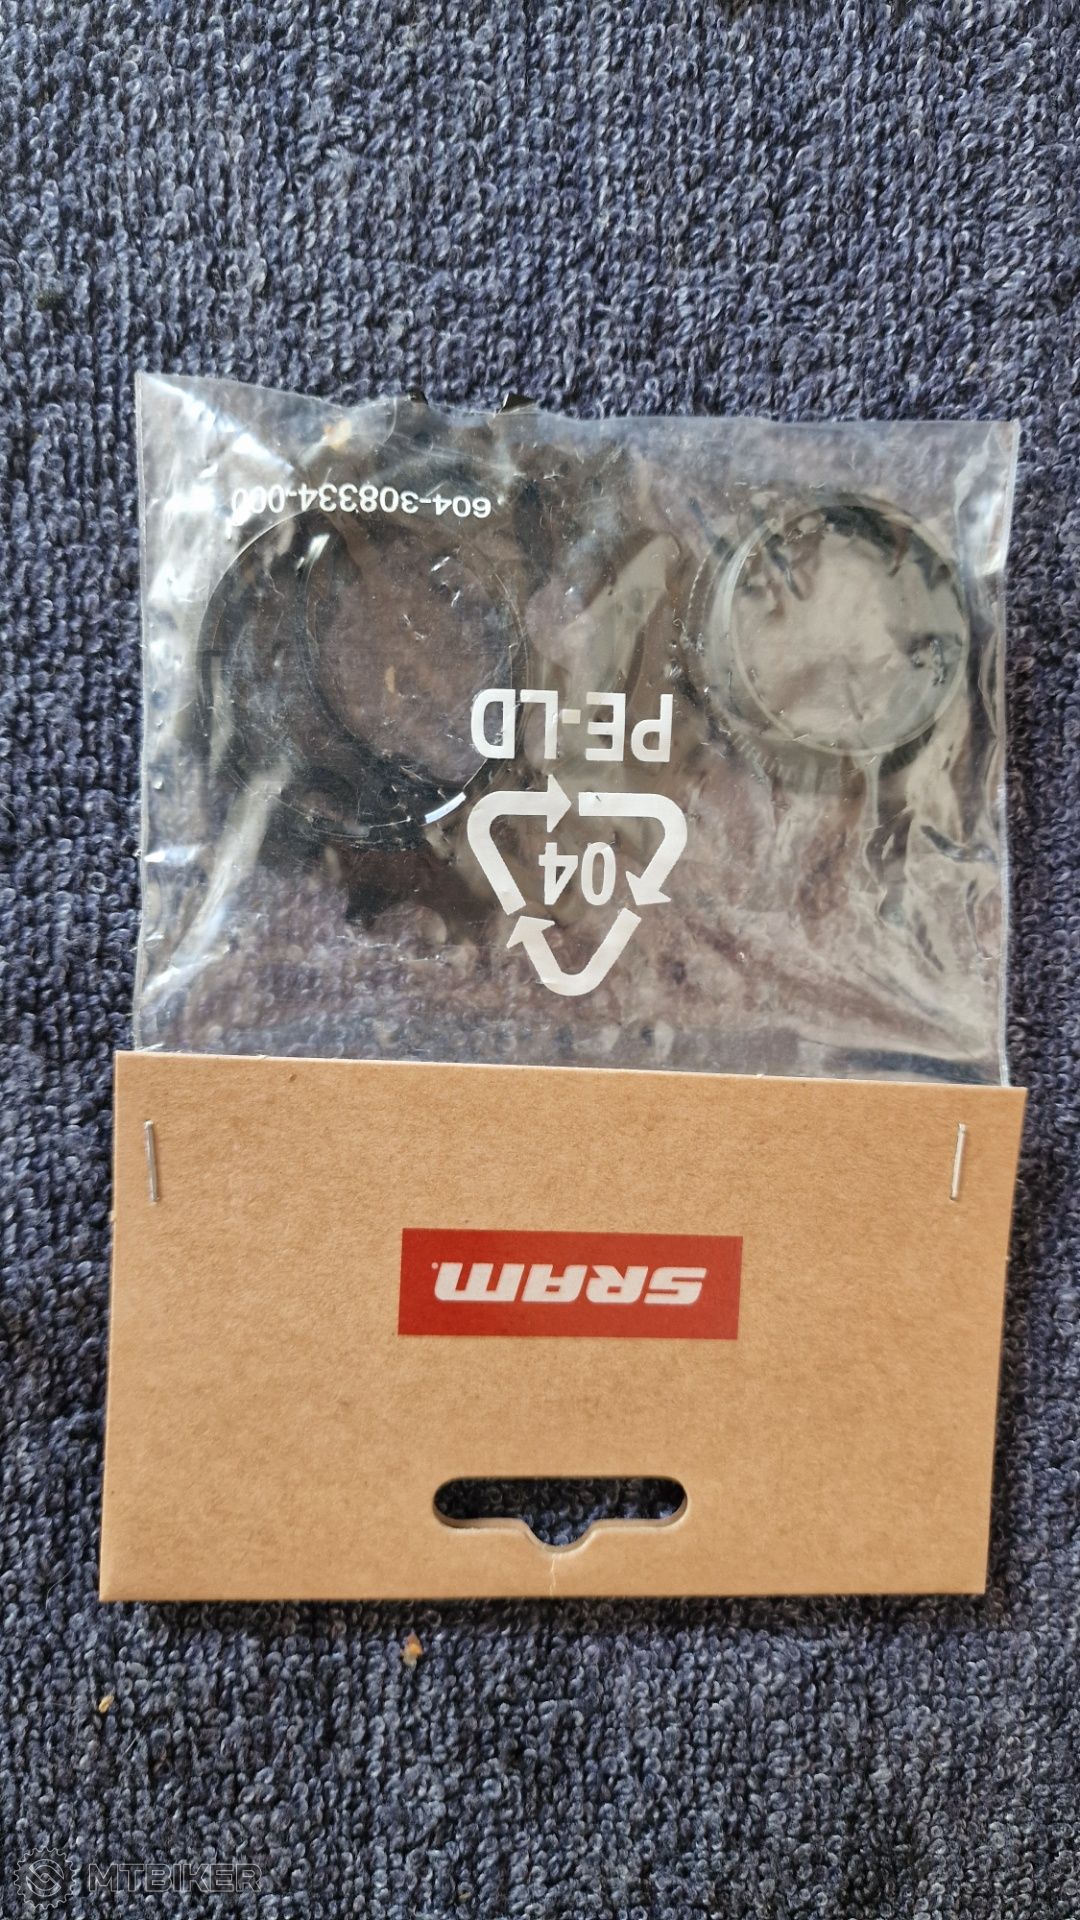 SRAM
04
PE-LD
604-308334-000
MTBIKER